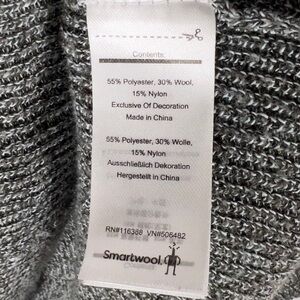 Contents:
55% Polyester, 30% Wool,
15% Nylon
Exclusive Of Decoration
Made in China
55% Polyester, 30% Wolle,
15% Nylon
Ausschließlich Dekoration
Hergestellt in China
RN#116388 VN#506482
Smartwool